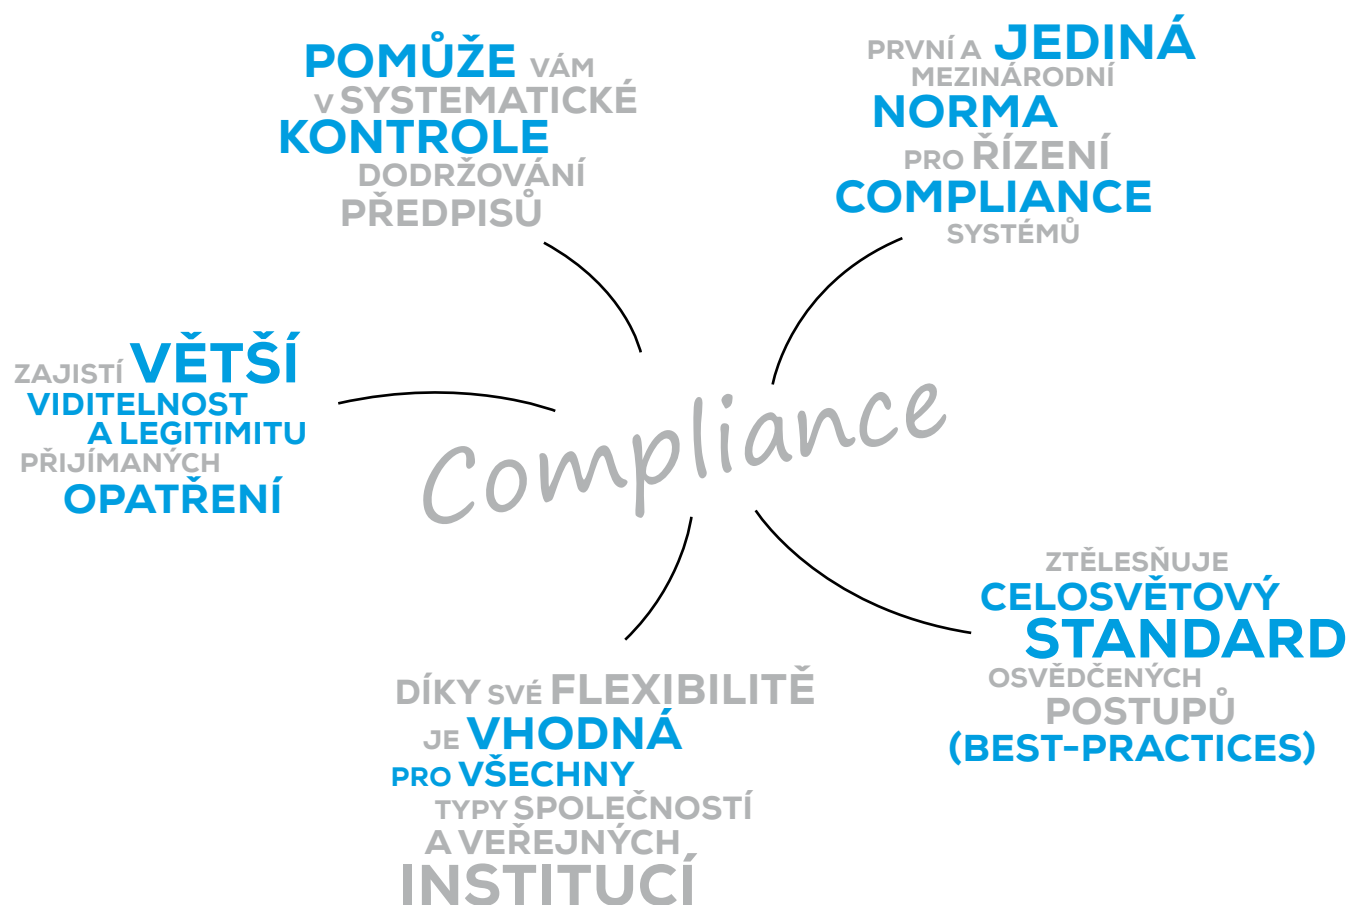 POMŮŽE VÁM
V SYSTEMATICKÉ
KONTROLE
DODRŽOVÁNÍ
PŘEDPISŮ
PRVNÍ A JEDINÁ
MEZINÁRODNÍ
NORMA
PRO ŘÍZENÍ
COMPLIANCE
SYSTÉMŮ
ZAJISTÍ VĚTŠÍ
VIDITELNOST
A LEGITIMITU
PŘIJÍMANÝCH
OPATŘENÍ
Compliance
ZTĚLESŇUJE
CELOSVĚTOVÝ
STANDARD
OSVĚDČENÝCH
POSTUPŮ
(BEST-PRACTICES)
DÍKY SVÉ FLEXIBILITĚ
JE VHODNÁ
PRO VŠECHNY
TYPY SPOLEČNOSTÍ
A VEŘEJNÝCH
INSTITUCÍ